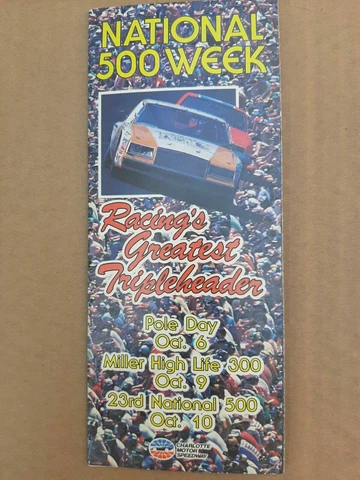 NATIONAL
500 WEEK
Racing's
Greatest
Tripleheader
Pole Day
Oct. 6
Miller High Life 300
Oct. 9
23rd National 500
Oct. 10
CHARLOTTE
MOTOR
SPEEDWAY